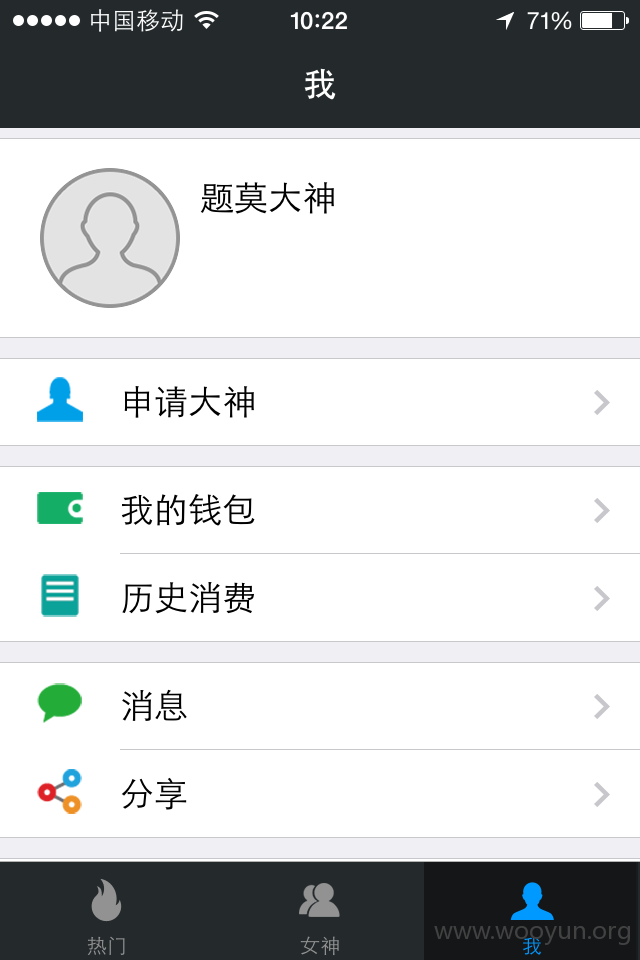 中国移动 10:22 71%
我
题莫大神
申请大神
我的钱包
历史消费
消息
分享
热门 女神 我
www.wooyun.org